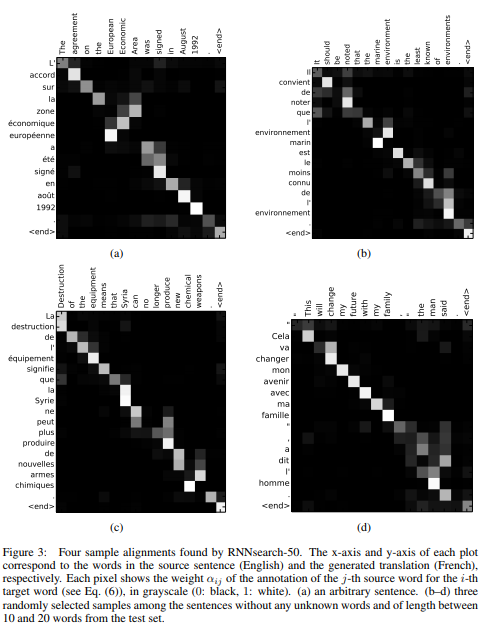 The
agreement
on
the
European
Economic
Area
was
signed
in
August
1992
.
<end>
L'
accord
sur
la
zone
économique
européenne
a
été
signé
en
août
1992
.
<end>
(a)
It
should
be
noted
that
the
marine
environment
is
the
least
known
of
environments
.
<end>
Il
convient
de
noter
que
l'
environnement
marin
est
le
moins
connu
de
l'
environnement
.
<end>
(b)
Destruction
of
the
equipment
means
that
Syria
can
no
longer
produce
new
chemical
weapons
.
<end>
La
destruction
de
l'
équipement
signifie
que
la
Syrie
ne
peut
plus
produire
de
nouvelles
armes
chimiques
.
<end>
(c)
"
This
will
change
my
future
with
my
family
,
"
the
man
said
.
<end>
"
Cela
va
changer
mon
avenir
avec
ma
famille
"
,
a
dit
l'
homme
.
<end>
(d)
Figure 3: Four sample alignments found by RNNsearch-50. The x-axis and y-axis of each plot
correspond to the words in the source sentence (English) and the generated translation (French),
respectively. Each pixel shows the weight αij of the annotation of the j-th source word for the i-th
target word (see Eq. (6)), in grayscale (0: black, 1: white). (a) an arbitrary sentence. (b–d) three
randomly selected samples among the sentences without any unknown words and of length between
10 and 20 words from the test set.